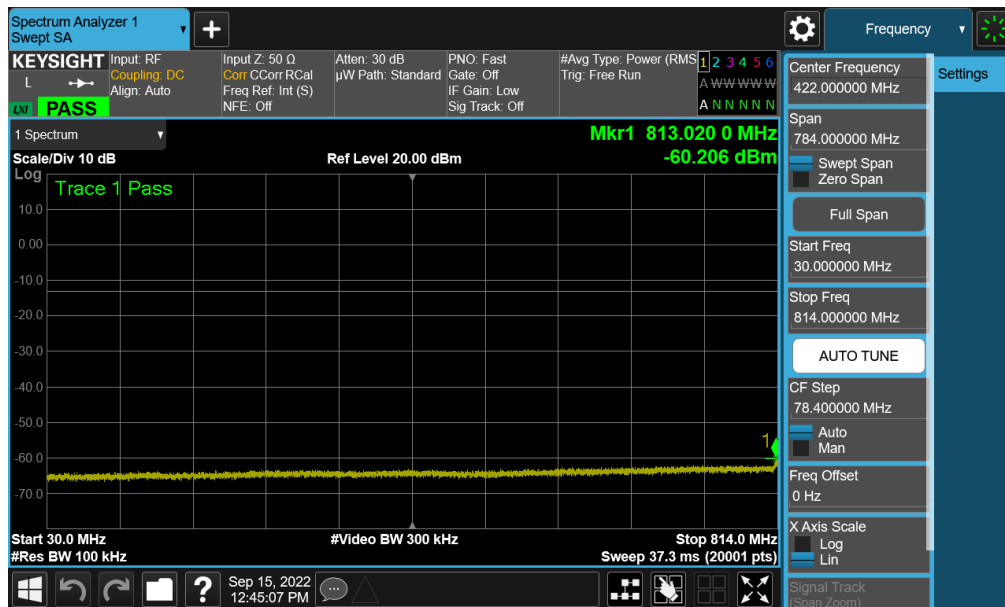 Spectrum Analyzer 1
Swept SA
+
Frequency
KEYSIGHT
L
LXI
PASS
Input: RF
Coupling: DC
Align: Auto
Input Z: 50 Ω
Corr CCorr RCal
Freq Ref: Int (S)
NFE: Off
Atten: 30 dB
µW Path: Standard
PNO: Fast
Gate: Off
IF Gain: Low
Sig Track: Off
#Avg Type: Power (RMS
Trig: Free Run
1 2 3 4 5 6
A W W W W W
A N N N N N
1 Spectrum
Scale/Div 10 dB
Ref Level 20.00 dBm
Mkr1 813.020 0 MHz
-60.206 dBm
Log
Trace 1 Pass
10.0
0.00
-10.0
-20.0
-30.0
-40.0
-50.0
-60.0
-70.0
1
Start 30.0 MHz
#Video BW 300 kHz
Stop 814.0 MHz
#Res BW 100 kHz
Sweep 37.3 ms (20001 pts)
?
Sep 15, 2022
12:45:07 PM
Center Frequency
422.000000 MHz
Settings
Span
784.000000 MHz
Swept Span
Zero Span
Full Span
Start Freq
30.000000 MHz
Stop Freq
814.000000 MHz
AUTO TUNE
CF Step
78.400000 MHz
Auto
Man
Freq Offset
0 Hz
X Axis Scale
Log
Lin
Signal Track
(Span Zoom)